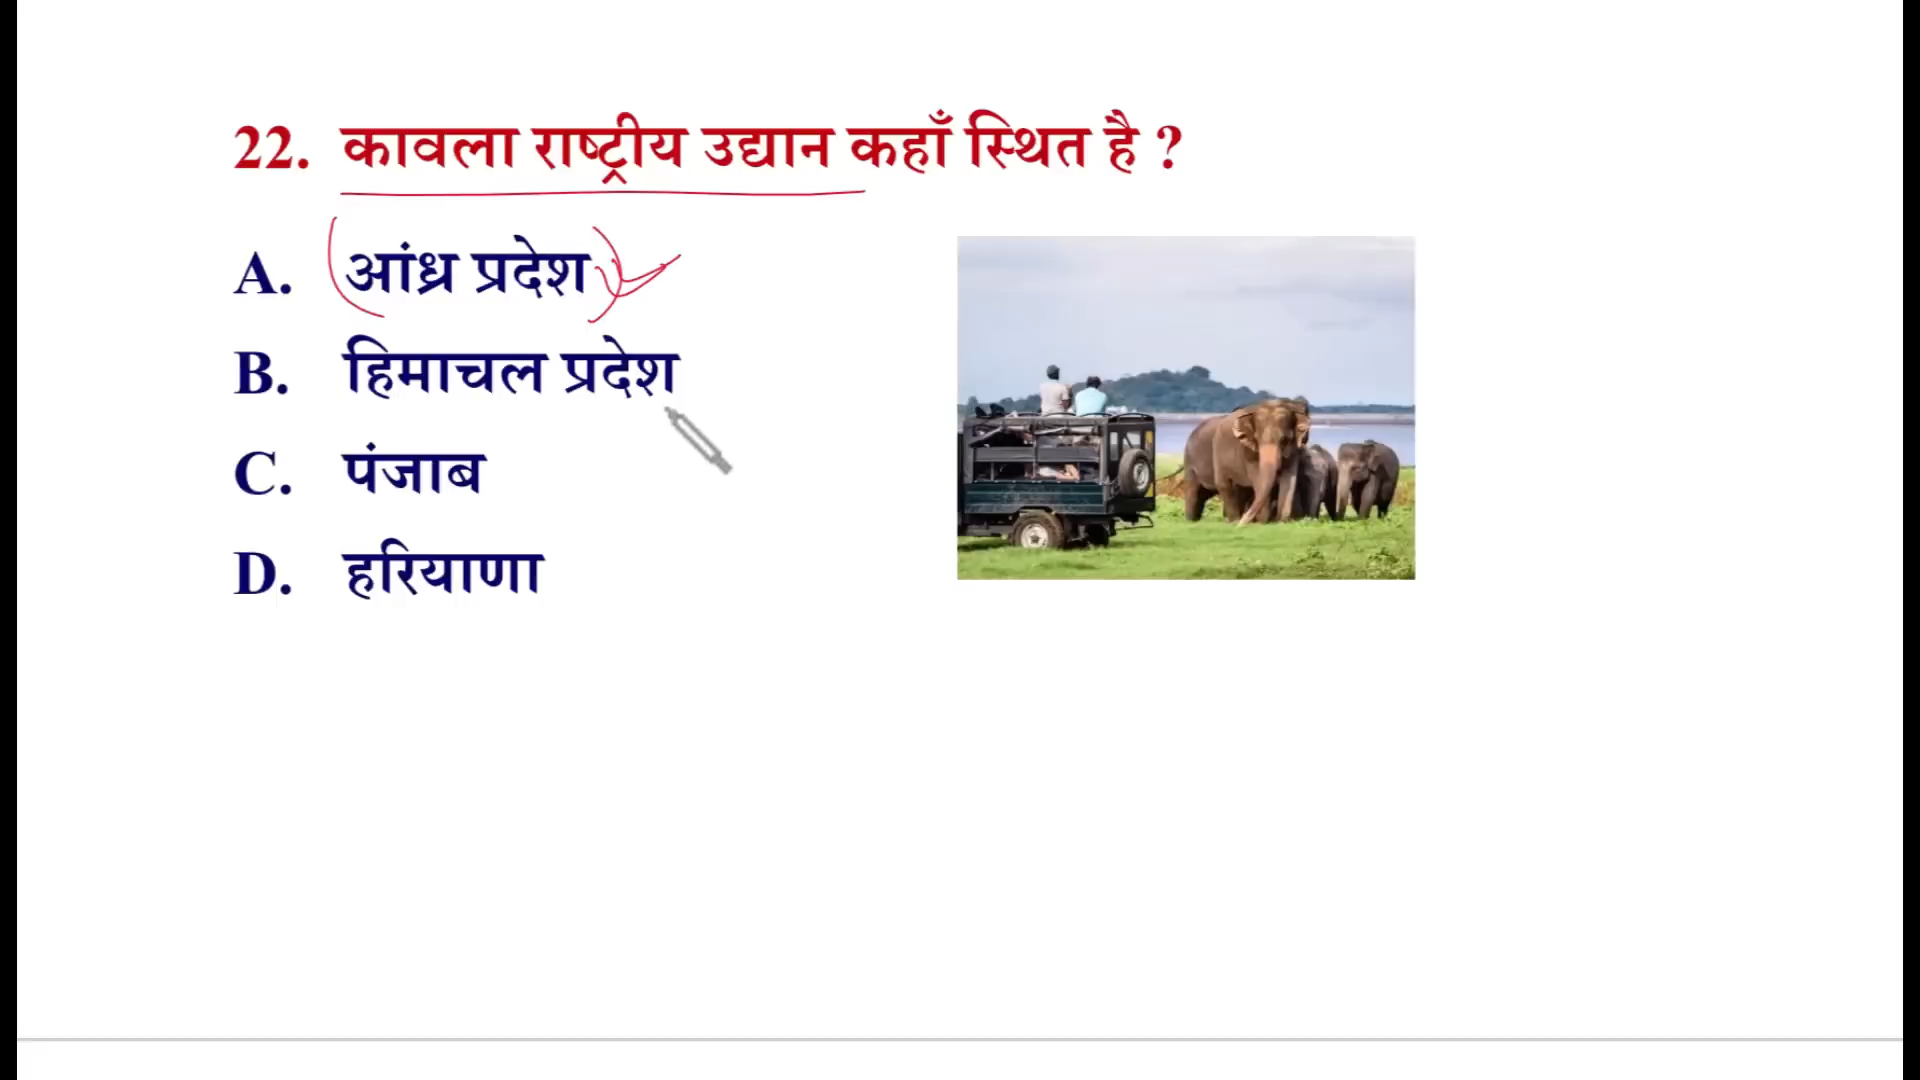 22. कावला राष्ट्रीय उद्यान कहाँ स्थित है ?
A. आंध्र प्रदेश
B. हिमाचल प्रदेश
C. पंजाब
D. हरियाणा